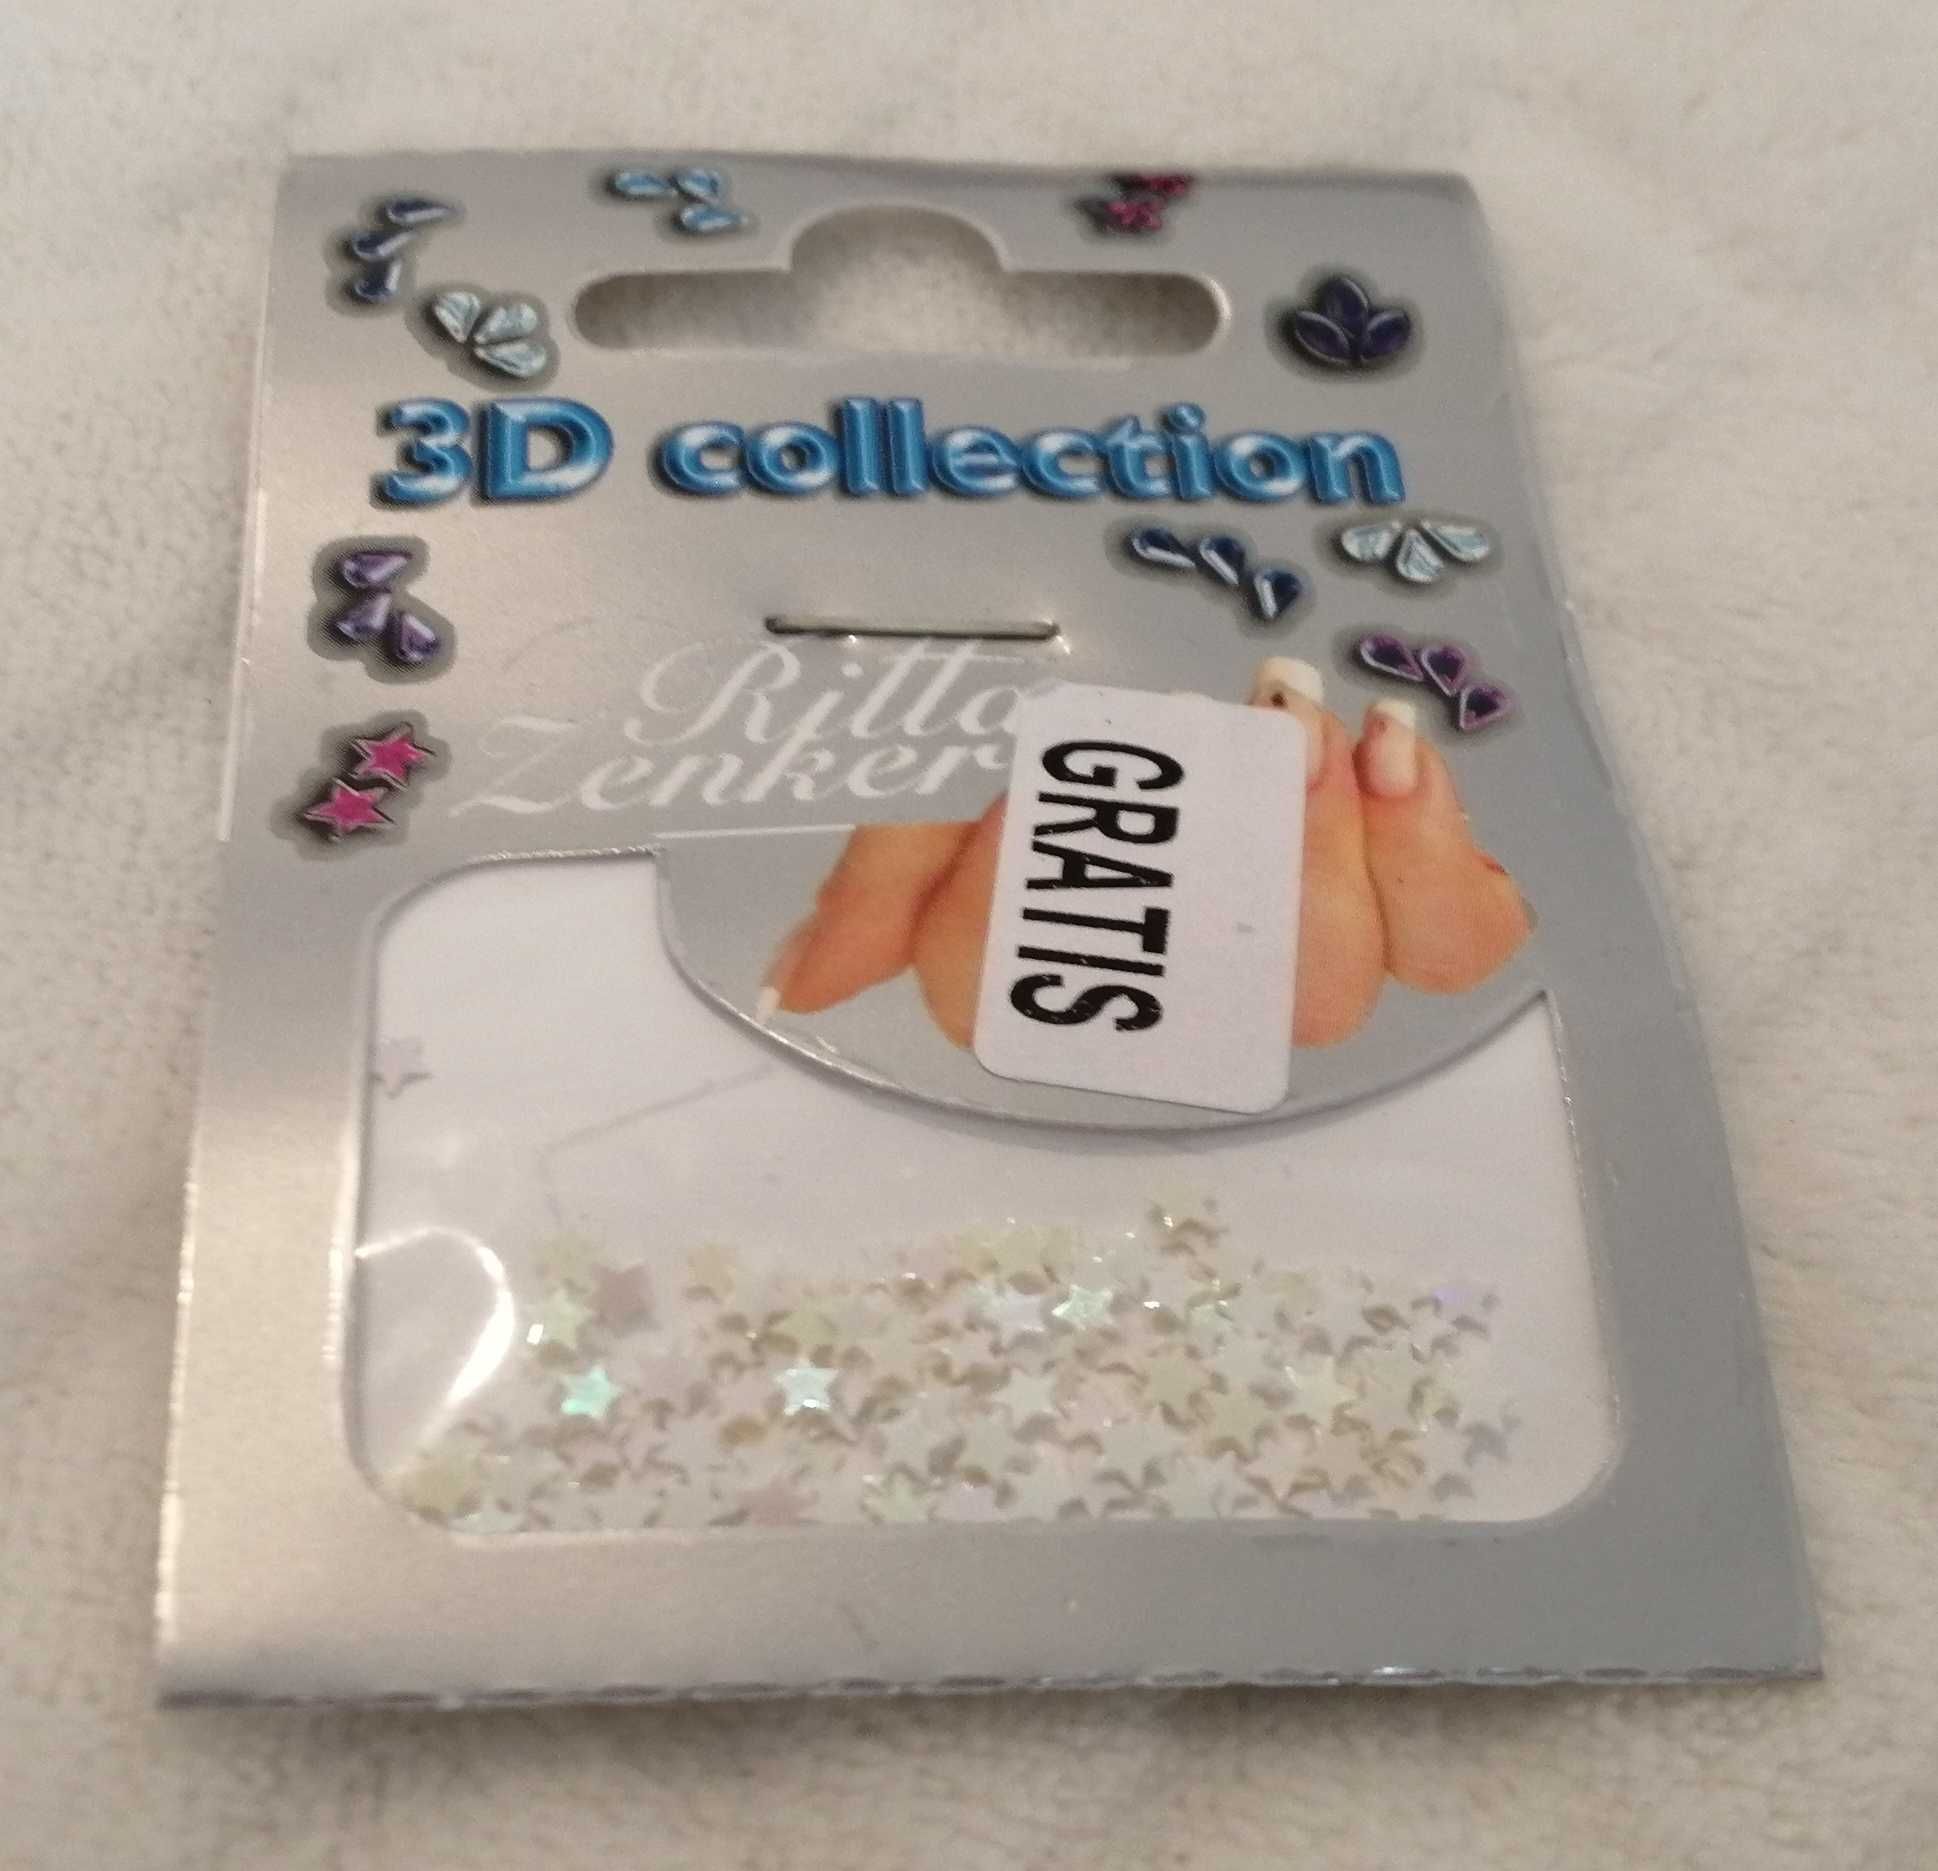 3D collection
Ritta
Zenker
GRATIS